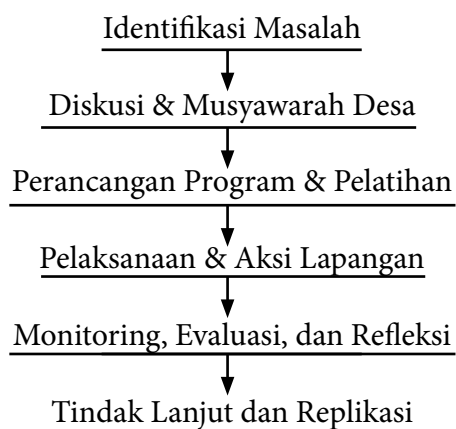 Identifikasi Masalah
Diskusi & Musyawarah Desa
Perancangan Program & Pelatihan
Pelaksanaan & Aksi Lapangan
Monitoring, Evaluasi, dan Refleksi
Tindak Lanjut dan Replikasi